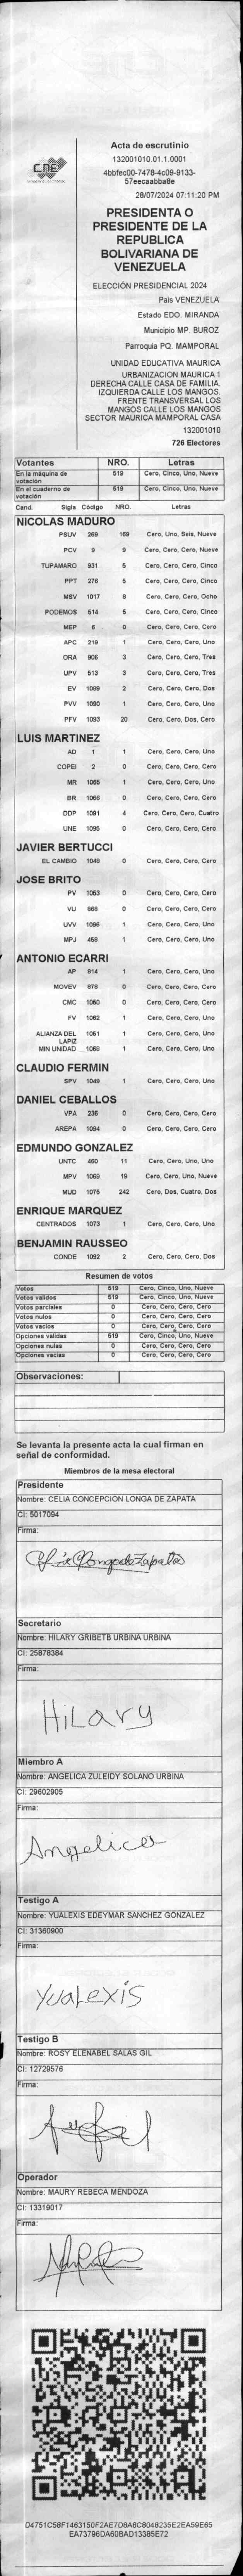 CNE
Acta de escrutinio
132001010.01.1.0001
4bbfec00-7478-4c09-9133-
57eecaabba8e
28/07/2024 07:11:20 PM
PRESIDENTA O
PRESIDENTE DE LA
REPUBLICA
BOLIVARIANA DE
VENEZUELA
ELECCIÓN PRESIDENCIAL 2024
Pais VENEZUELA
Estado EDO. MIRANDA
Municipio MP. BUROZ
Parroquia PQ. MAMPORAL
UNIDAD EDUCATIVA MAURICA
URBANIZACION MAURICA 1
DERECHA CALLE CASA DE FAMILIA.
IZQUIERDA CALLE LOS MANGOS.
FRENTE TRANSVERSAL LOS
MANGOS CALLE LOS MANGOS
SECTOR MAURICA MAMPORAL CASA
132001010
726 Electores
Votantes NRO. Letras
En la máquina de votación 519 Cero, Cinco, Uno, Nueve
En el cuaderno de votación 519 Cero, Cinco, Uno, Nueve
Cand. Sigla Código NRO. Letras
NICOLAS MADURO
PSUV 269 169 Cero, Uno, Seis, Nueve
PCV 9 9 Cero, Cero, Cero, Nueve
TUPAMARO 931 5 Cero, Cero, Cero, Cinco
PPT 276 5 Cero, Cero, Cero, Cinco
MSV 1017 8 Cero, Cero, Cero, Ocho
PODEMOS 514 5 Cero, Cero, Cero, Cinco
MEP 6 0 Cero, Cero, Cero, Cero
APC 219 1 Cero, Cero, Cero, Uno
ORA 906 3 Cero, Cero, Cero, Tres
UPV 513 3 Cero, Cero, Cero, Tres
EV 1089 2 Cero, Cero, Cero, Dos
PVV 1090 1 Cero, Cero, Cero, Uno
PFV 1093 20 Cero, Cero, Dos, Cero
LUIS MARTINEZ
AD 1 1 Cero, Cero, Cero, Uno
COPEI 2 0 Cero, Cero, Cero, Cero
MR 1065 1 Cero, Cero, Cero, Uno
BR 1066 0 Cero, Cero, Cero, Cero
DDP 1091 4 Cero, Cero, Cero, Cuatro
UNE 1095 0 Cero, Cero, Cero, Cero
JAVIER BERTUCCI
EL CAMBIO 1048 0 Cero, Cero, Cero, Cero
JOSE BRITO
PV 1053 0 Cero, Cero, Cero, Cero
VU 868 0 Cero, Cero, Cero, Cero
UVV 1096 1 Cero, Cero, Cero, Uno
MPJ 458 1 Cero, Cero, Cero, Uno
ANTONIO ECARRI
AP 814 1 Cero, Cero, Cero, Uno
MOVEV 878 0 Cero, Cero, Cero, Cero
CMC 1050 0 Cero, Cero, Cero, Cero
FV 1062 1 Cero, Cero, Cero, Uno
ALIANZA DEL LAPIZ 1051 1 Cero, Cero, Cero, Uno
MIN UNIDAD 1069 1 Cero, Cero, Cero, Uno
CLAUDIO FERMIN
SPV 1049 1 Cero, Cero, Cero, Uno
DANIEL CEBALLOS
VPA 236 0 Cero, Cero, Cero, Cero
AREPA 1094 0 Cero, Cero, Cero, Cero
EDMUNDO GONZALEZ
UNTC 460 11 Cero, Cero, Uno, Uno
MPV 1069 19 Cero, Cero, Uno, Nueve
MUD 1075 242 Cero, Dos, Cuatro, Dos
ENRIQUE MARQUEZ
CENTRADOS 1073 1 Cero, Cero, Cero, Uno
BENJAMIN RAUSSEO
CONDE 1092 2 Cero, Cero, Cero, Dos
Resumen de votos
Votos 519 Cero, Cinco, Uno, Nueve
Votos validos 519 Cero, Cinco, Uno, Nueve
Votos parciales 0 Cero, Cero, Cero, Cero
Votos nulos 0 Cero, Cero, Cero, Cero
Votos vacios 0 Cero, Cero, Cero, Cero
Opciones validas 519 Cero, Cinco, Uno, Nueve
Opciones nulas 0 Cero, Cero, Cero, Cero
Opciones vacias 0 Cero, Cero, Cero, Cero
Observaciones:
Se levanta la presente acta la cual firman en
señal de conformidad.
Miembros de la mesa electoral
Presidente
Nombre: CELIA CONCEPCION LONGA DE ZAPATA
CI: 5017094
Firma:
Secretario
Nombre: HILARY GRIBETB URBINA URBINA
CI: 25878384
Firma:
HiLary
Miembro A
Nombre: ANGELICA ZULEIDY SOLANO URBINA
CI: 29602905
Firma:
Angelica
Testigo A
Nombre: YUALEXIS EDEYMAR SANCHEZ GONZALEZ
CI: 31360900
Firma:
YuaLexis
Testigo B
Nombre: ROSY ELENABEL SALAS GIL
CI: 12729576
Firma:
Operador
Nombre: MAURY REBECA MENDOZA
CI: 13319017
Firma:
D4751C58F1463150F2AE7D8A8C8048235E2EA59E65
EA73796DA60BAD13385E72